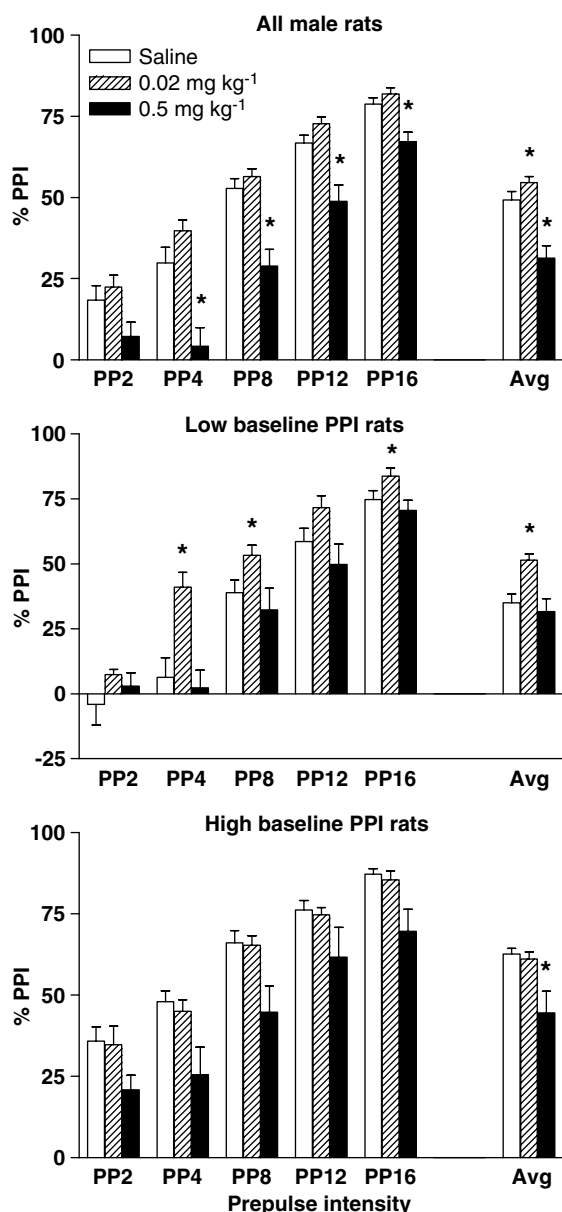 All male rats
100
75
50
25
0
% PPI
Saline
0.02 mg kg⁻¹
0.5 mg kg⁻¹
* * * * * *
PP2 PP4 PP8 PP12 PP16 Avg
Low baseline PPI rats
100
75
50
25
0
-25
% PPI
* * * *
PP2 PP4 PP8 PP12 PP16 Avg
High baseline PPI rats
100
75
50
25
0
% PPI
*
PP2 PP4 PP8 PP12 PP16 Avg
Prepulse intensity